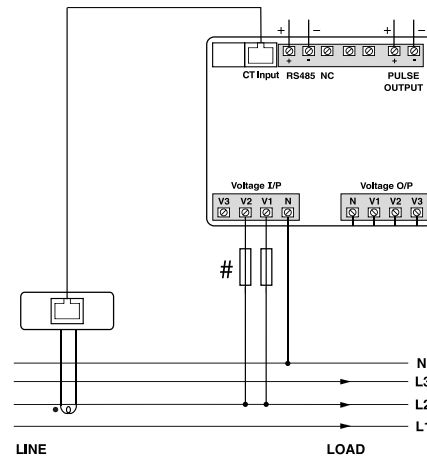 + − + −
+ - + -
CT Input RS485 NC PULSE OUTPUT
Voltage I/P
V3 V2 V1 N
Voltage O/P
N V1 V2 V3
#
N
L3
L2
L1
LINE LOAD